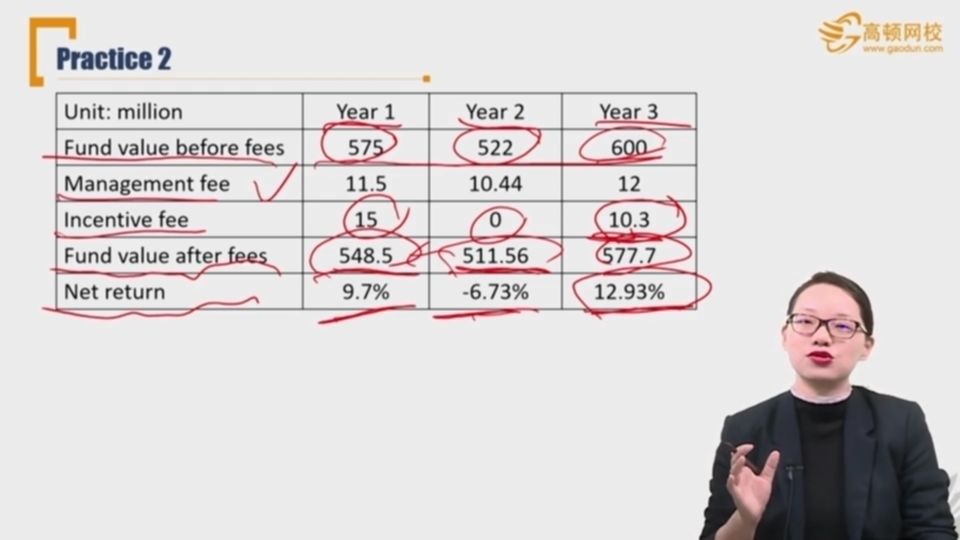 高顿网校
www.gaodun.com
Practice 2
Unit: million Year 1 Year 2 Year 3
Fund value before fees 575 522 600
Management fee 11.5 10.44 12
Incentive fee 15 0 10.3
Fund value after fees 548.5 511.56 577.7
Net return 9.7% -6.73% 12.93%